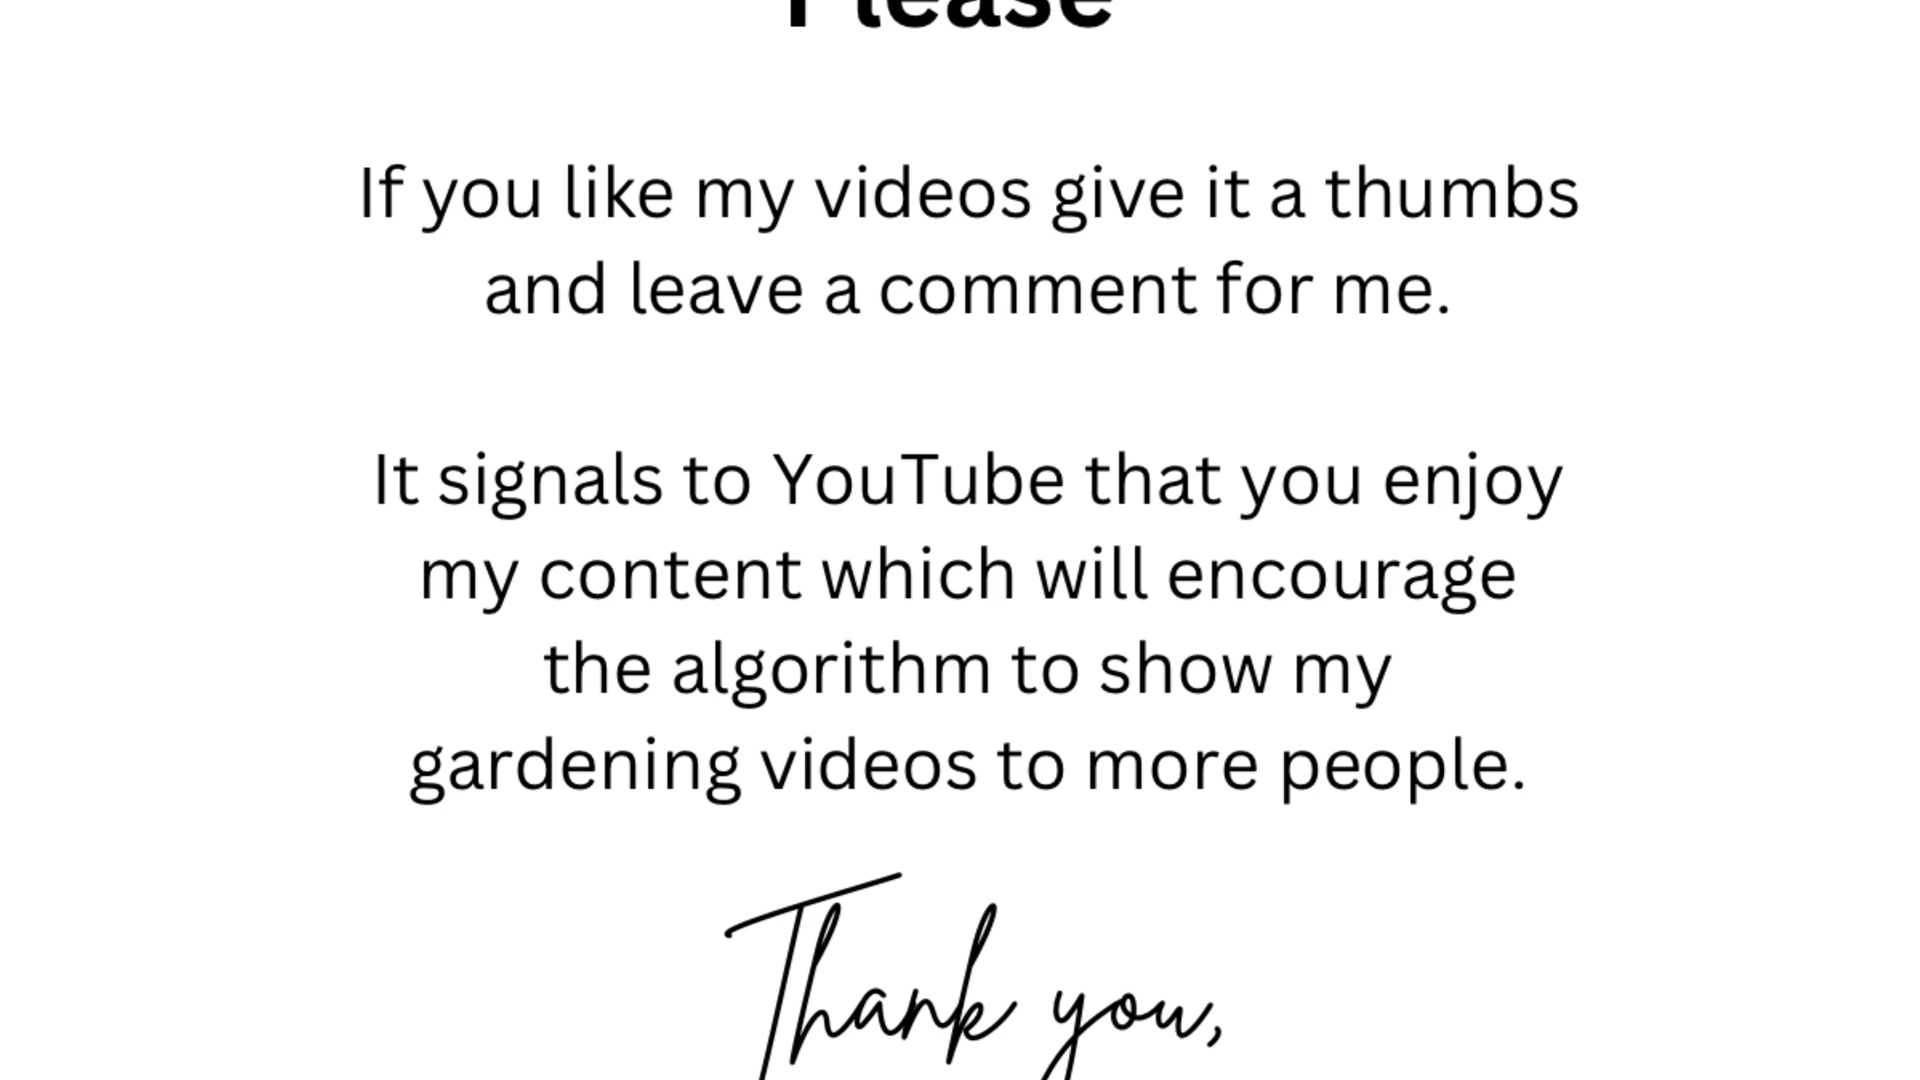 Please
If you like my videos give it a thumbs
and leave a comment for me.
It signals to YouTube that you enjoy
my content which will encourage
the algorithm to show my
gardening videos to more people.
Thank you,